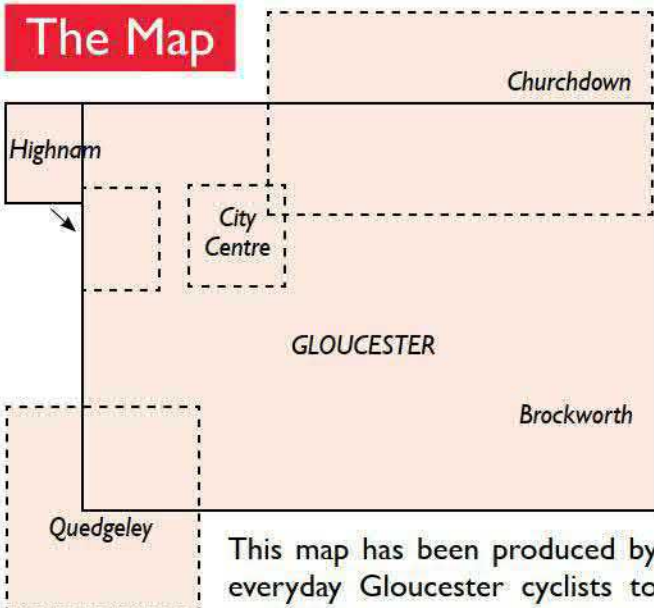 The Map
Churchdown
Highnam
City
Centre
GLOUCESTER
Brockworth
Quedgeley
This map has been produced by
everyday Gloucester cyclists to